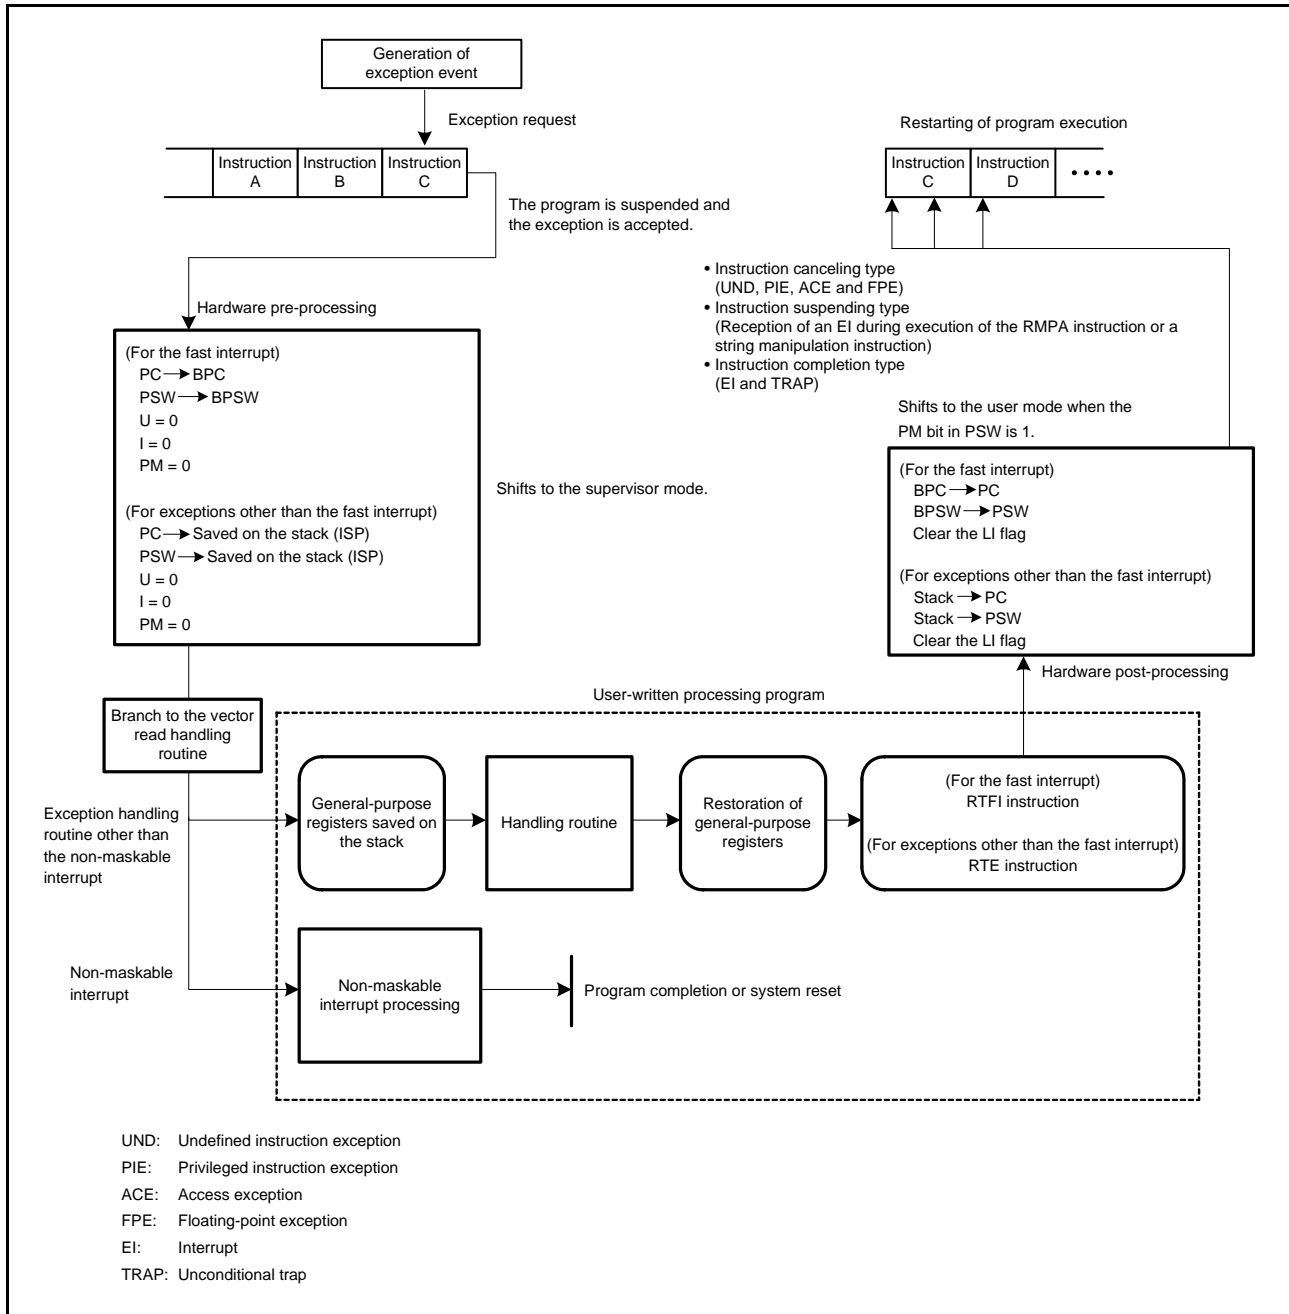 Generation of
exception event
Exception request
Instruction
A
Instruction
B
Instruction
C
The program is suspended and
the exception is accepted.
Restarting of program execution
Instruction
C
Instruction
D
• • • •
• Instruction canceling type
(UND, PIE, ACE and FPE)
• Instruction suspending type
(Reception of an EI during execution of the RMPA instruction or a
string manipulation instruction)
• Instruction completion type
(EI and TRAP)
Hardware pre-processing
(For the fast interrupt)
PC → BPC
PSW → BPSW
U = 0
I = 0
PM = 0
(For exceptions other than the fast interrupt)
PC → Saved on the stack (ISP)
PSW → Saved on the stack (ISP)
U = 0
I = 0
PM = 0
Shifts to the supervisor mode.
Shifts to the user mode when the
PM bit in PSW is 1.
(For the fast interrupt)
BPC → PC
BPSW → PSW
Clear the LI flag
(For exceptions other than the fast interrupt)
Stack → PC
Stack → PSW
Clear the LI flag
Hardware post-processing
User-written processing program
Branch to the vector
read handling
routine
Exception handling
routine other than
the non-maskable
interrupt
General-purpose
registers saved on
the stack
Handling routine
Restoration of
general-purpose
registers
(For the fast interrupt)
RTFI instruction
(For exceptions other than the fast interrupt)
RTE instruction
Non-maskable
interrupt
Non-maskable
interrupt processing
Program completion or system reset
UND: Undefined instruction exception
PIE: Privileged instruction exception
ACE: Access exception
FPE: Floating-point exception
EI: Interrupt
TRAP: Unconditional trap